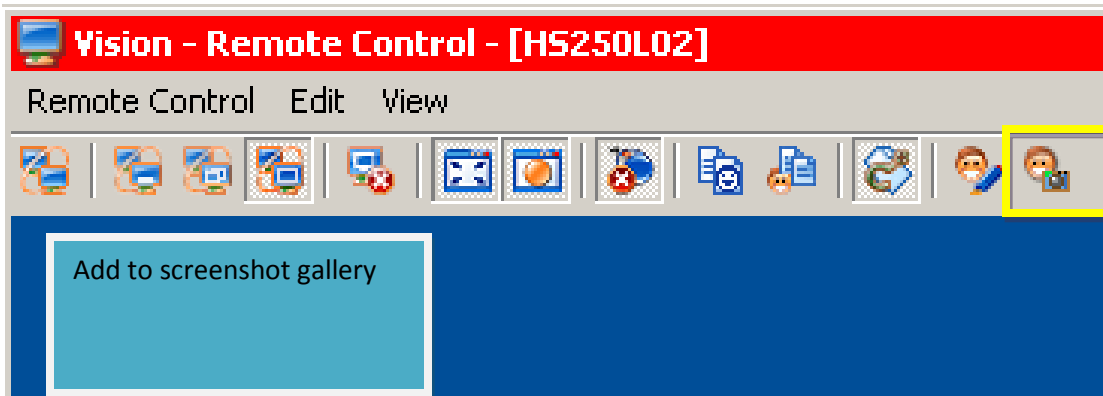 Vision - Remote Control - [HS250L02]
Remote Control Edit View
Add to screenshot gallery